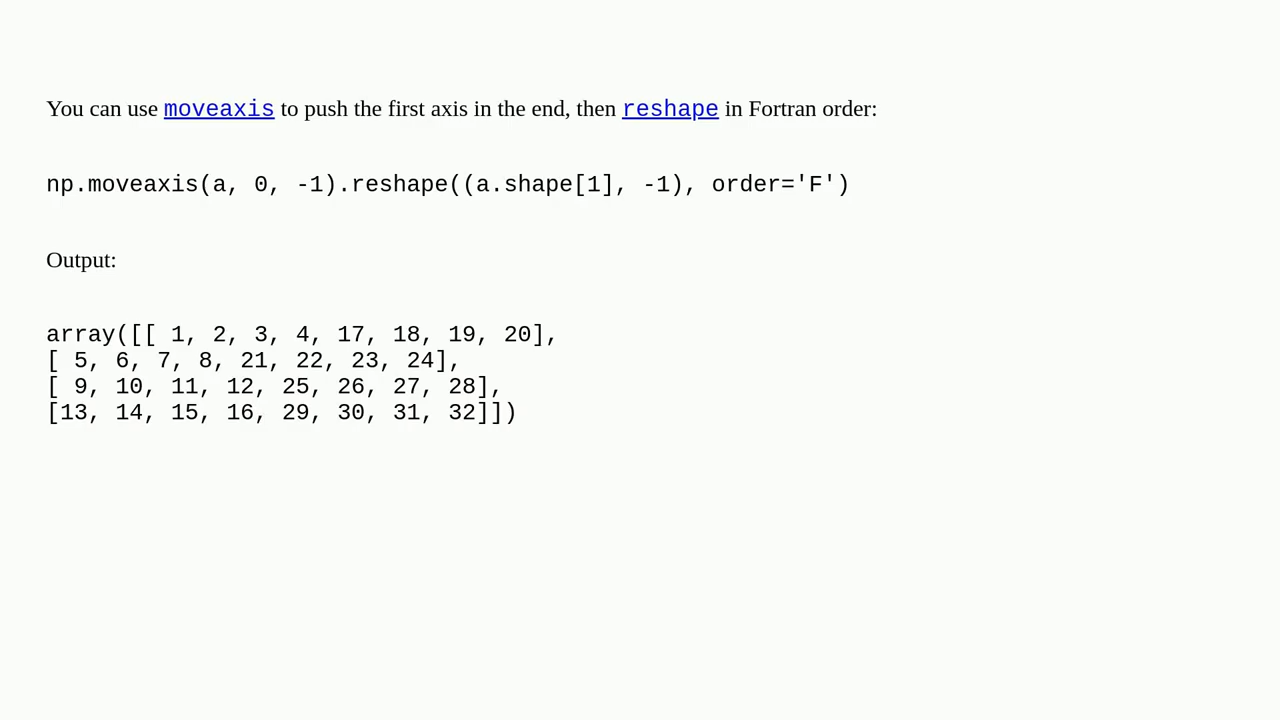 You can use moveaxis to push the first axis in the end, then reshape in Fortran order:
np.moveaxis(a, 0, -1).reshape((a.shape[1], -1), order='F')
Output:
array([[ 1, 2, 3, 4, 17, 18, 19, 20],
[ 5, 6, 7, 8, 21, 22, 23, 24],
[ 9, 10, 11, 12, 25, 26, 27, 28],
[13, 14, 15, 16, 29, 30, 31, 32]])